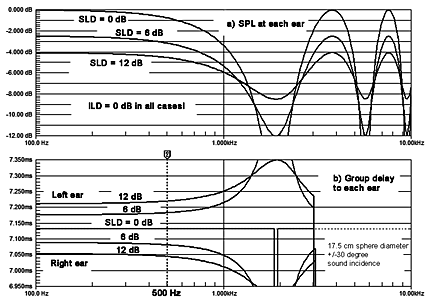 0.000 dB
SLD = 0 dB
a) SPL at each ear
-2.000 dB
SLD = 6 dB
-4.000 dB
-6.000 dB
SLD = 12 dB
-8.000 dB
ILD = 0 dB in all cases!
-10.00 dB
-12.00 dB
100.0Hz
1.000kHz
10.00kHz
7.350ms
b) Group delay
to each ear
7.300ms
7.250ms
Left ear
12 dB
7.200ms
6 dB
7.150ms
SLD = 0 dB
7.100ms
6 dB
7.050ms
12 dB
17.5 cm sphere diameter
+/-30 degree
sound incidence
7.000ms
Right ear
6.950ms
100.0Hz
500 Hz
1.000kHz
10.00kHz